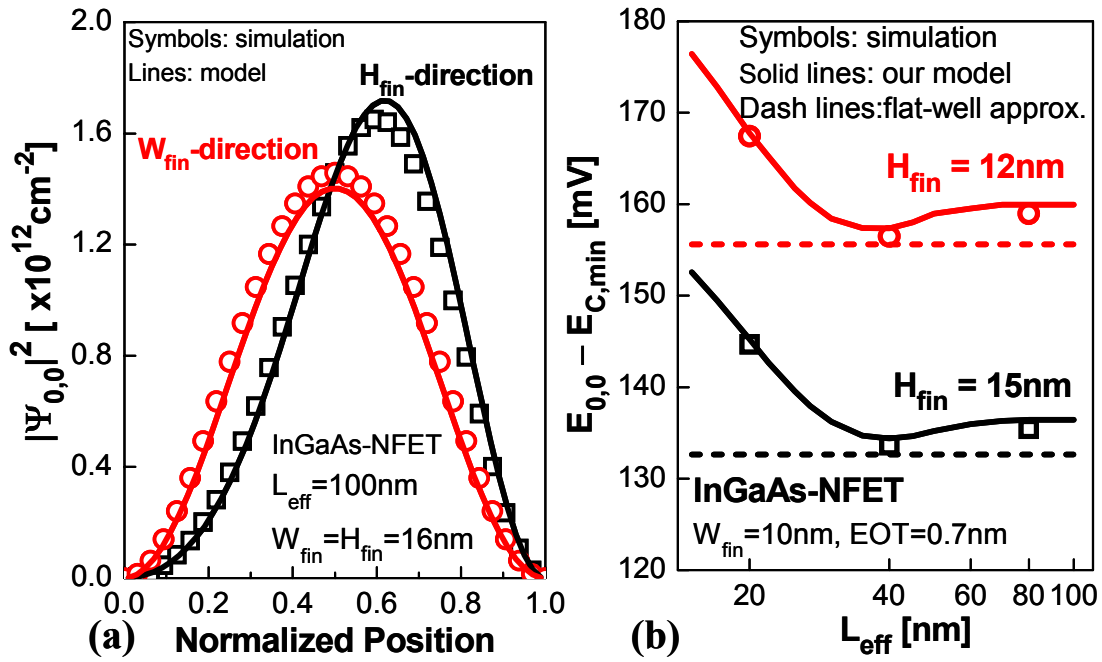 2.0
1.6
1.2
0.8
0.4
0.0
|Ψ0,0|² [ x10¹²cm⁻²]
Symbols: simulation
Lines: model
Hfin-direction
Wfin-direction
InGaAs-NFET
Leff=100nm
Wfin=Hfin=16nm
0.0 0.2 0.4 0.6 0.8 1.0
(a) Normalized Position
180
170
160
150
140
130
120
E0,0 – EC,min [mV]
Symbols: simulation
Solid lines: our model
Dash lines:flat-well approx.
Hfin = 12nm
Hfin = 15nm
InGaAs-NFET
Wfin=10nm, EOT=0.7nm
20 40 60 80 100
(b) Leff [nm]